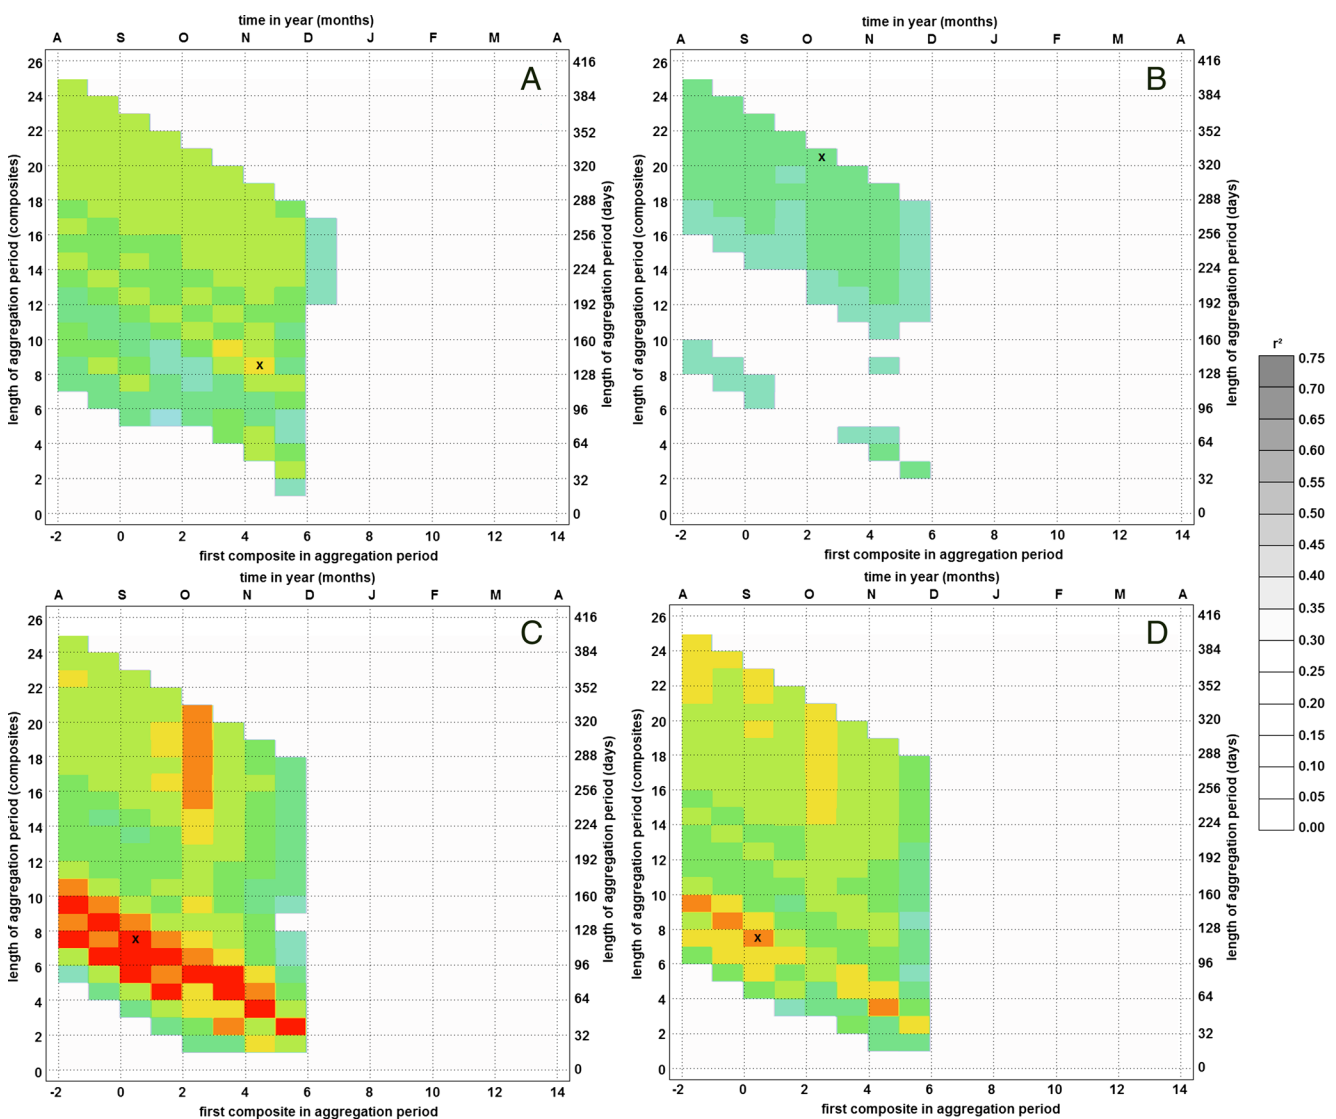 time in year (months)
A S O N D J F M A
A
length of aggregation period (composites)
26 24 22 20 18 16 14 12 10 8 6 4 2 0
x
416 384 352 320 288 256 224 192 160 128 96 64 32 0
length of aggregation period (days)
-2 0 2 4 6 8 10 12 14
first composite in aggregation period
time in year (months)
A S O N D J F M A
B
length of aggregation period (composites)
26 24 22 20 18 16 14 12 10 8 6 4 2 0
x
416 384 352 320 288 256 224 192 160 128 96 64 32 0
length of aggregation period (days)
-2 0 2 4 6 8 10 12 14
first composite in aggregation period
time in year (months)
A S O N D J F M A
C
length of aggregation period (composites)
26 24 22 20 18 16 14 12 10 8 6 4 2 0
x
416 384 352 320 288 256 224 192 160 128 96 64 32 0
length of aggregation period (days)
-2 0 2 4 6 8 10 12 14
first composite in aggregation period
time in year (months)
A S O N D J F M A
D
length of aggregation period (composites)
26 24 22 20 18 16 14 12 10 8 6 4 2 0
x
416 384 352 320 288 256 224 192 160 128 96 64 32 0
length of aggregation period (days)
-2 0 2 4 6 8 10 12 14
first composite in aggregation period
r²
0.75
0.70
0.65
0.60
0.55
0.50
0.45
0.40
0.35
0.30
0.25
0.20
0.15
0.10
0.05
0.00